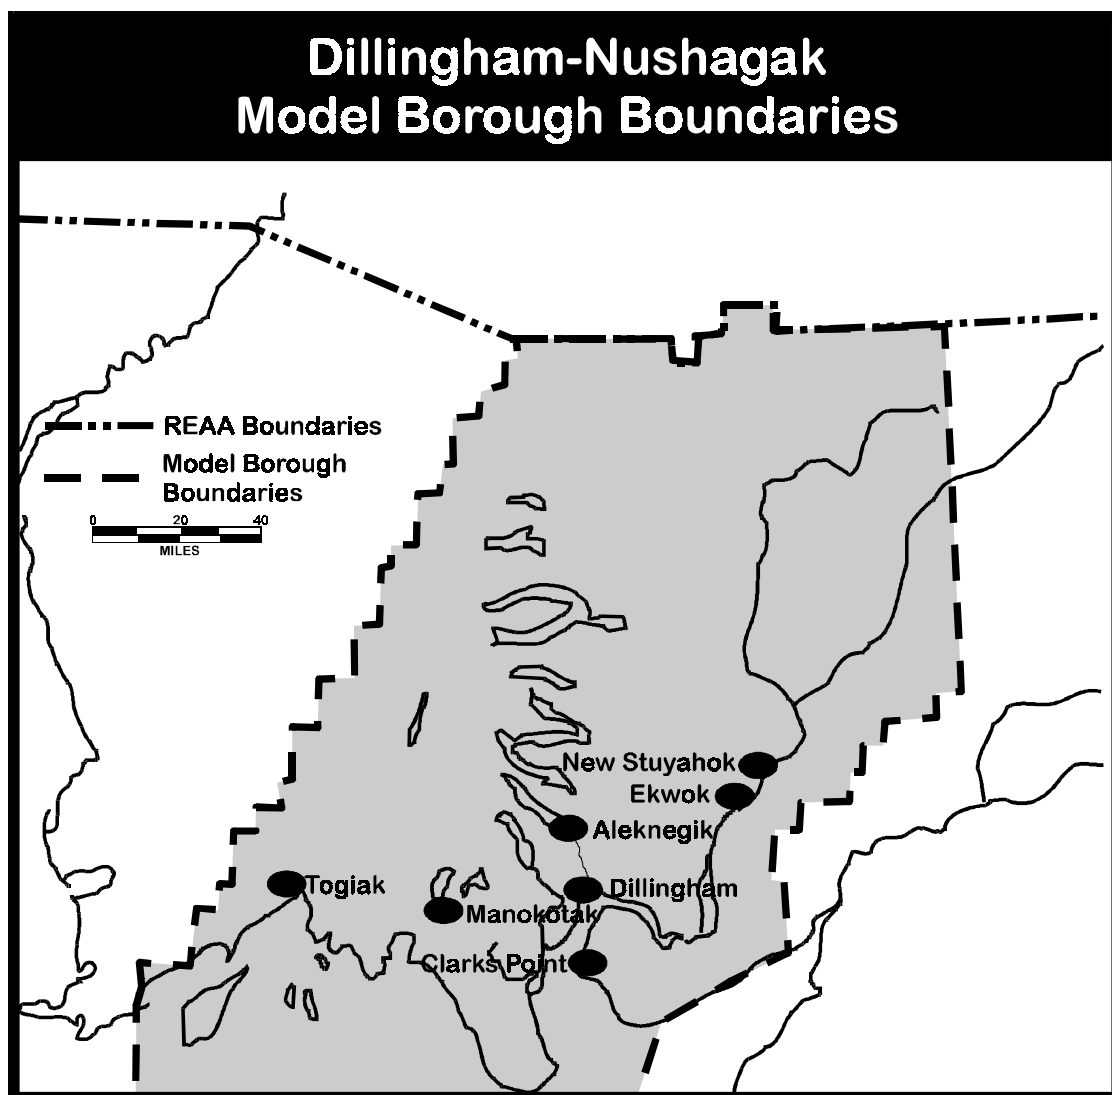 Dillingham-Nushagak
Model Borough Boundaries
REAA Boundaries
Model Borough
Boundaries
0 20 40
MILES
New Stuyahok
Ekwok
Aleknegik
Togiak
Dillingham
Manokotak
Clarks Point